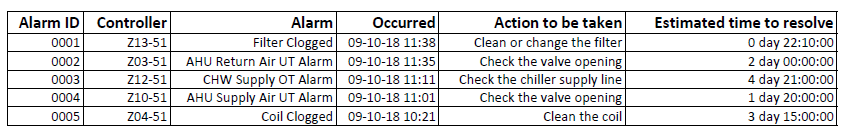 Alarm ID Controller Alarm Occurred Action to be taken Estimated time to resolve
0001 Z13-51 Filter Clogged 09-10-18 11:38 Clean or change the filter 0 day 22:10:00
0002 Z03-51 AHU Return Air UT Alarm 09-10-18 11:35 Check the valve opening 2 day 00:00:00
0003 Z12-51 CHW Supply OT Alarm 09-10-18 11:11 Check the chiller supply line 4 day 21:00:00
0004 Z10-51 AHU Supply Air UT Alarm 09-10-18 11:01 Check the valve opening 1 day 20:00:00
0005 Z04-51 Coil Clogged 09-10-18 10:21 Clean the coil 3 day 15:00:00